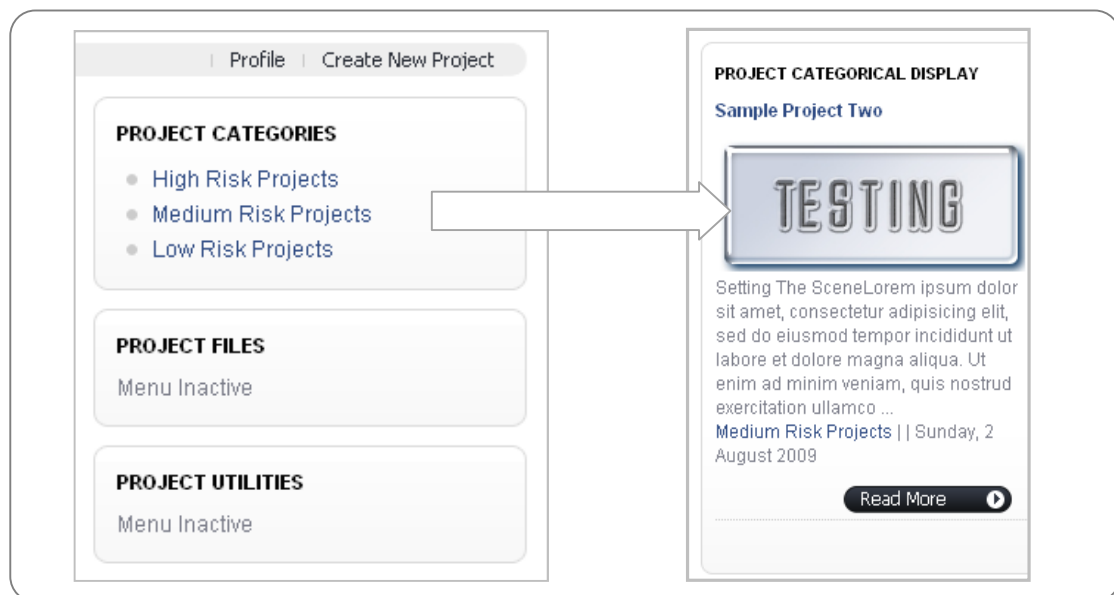 Profile
Create New Project
PROJECT CATEGORIES
High Risk Projects
Medium Risk Projects
Low Risk Projects
PROJECT FILES
Menu Inactive
PROJECT UTILITIES
Menu Inactive
PROJECT CATEGORICAL DISPLAY
Sample Project Two
TESTING
Setting The SceneLorem ipsum dolor
sit amet, consectetur adipisicing elit,
sed do eiusmod tempor incididunt ut
labore et dolore magna aliqua. Ut
enim ad minim veniam, quis nostrud
exercitation ullamco ...
Medium Risk Projects | | Sunday, 2
August 2009
Read More